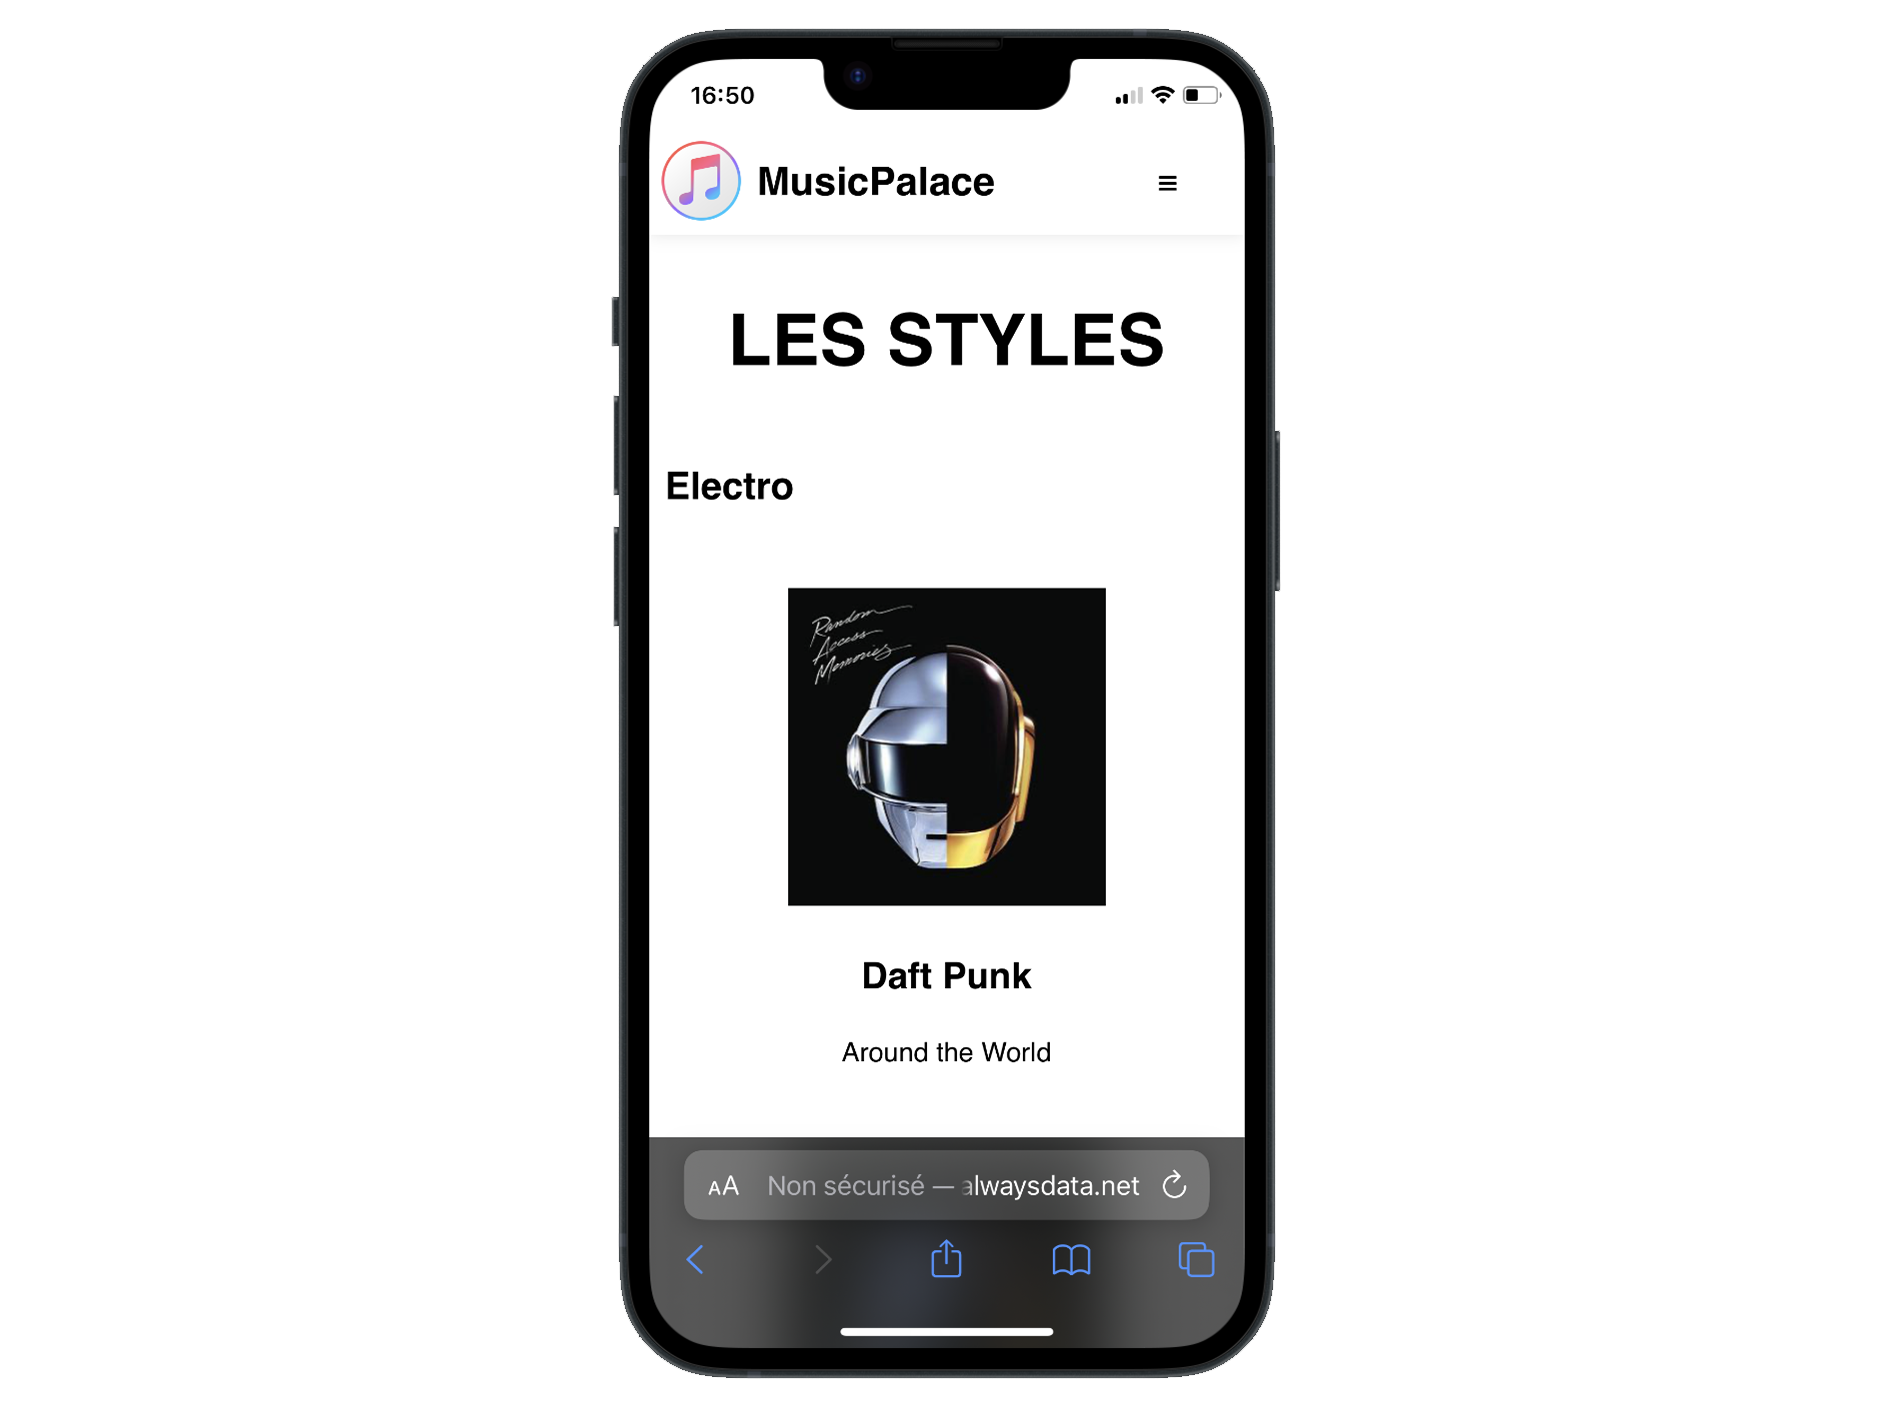 16:50
MusicPalace
LES STYLES
Electro
Random
Access
Memories
Daft Punk
Around the World
AA Non sécurisé — alwaysdata.net